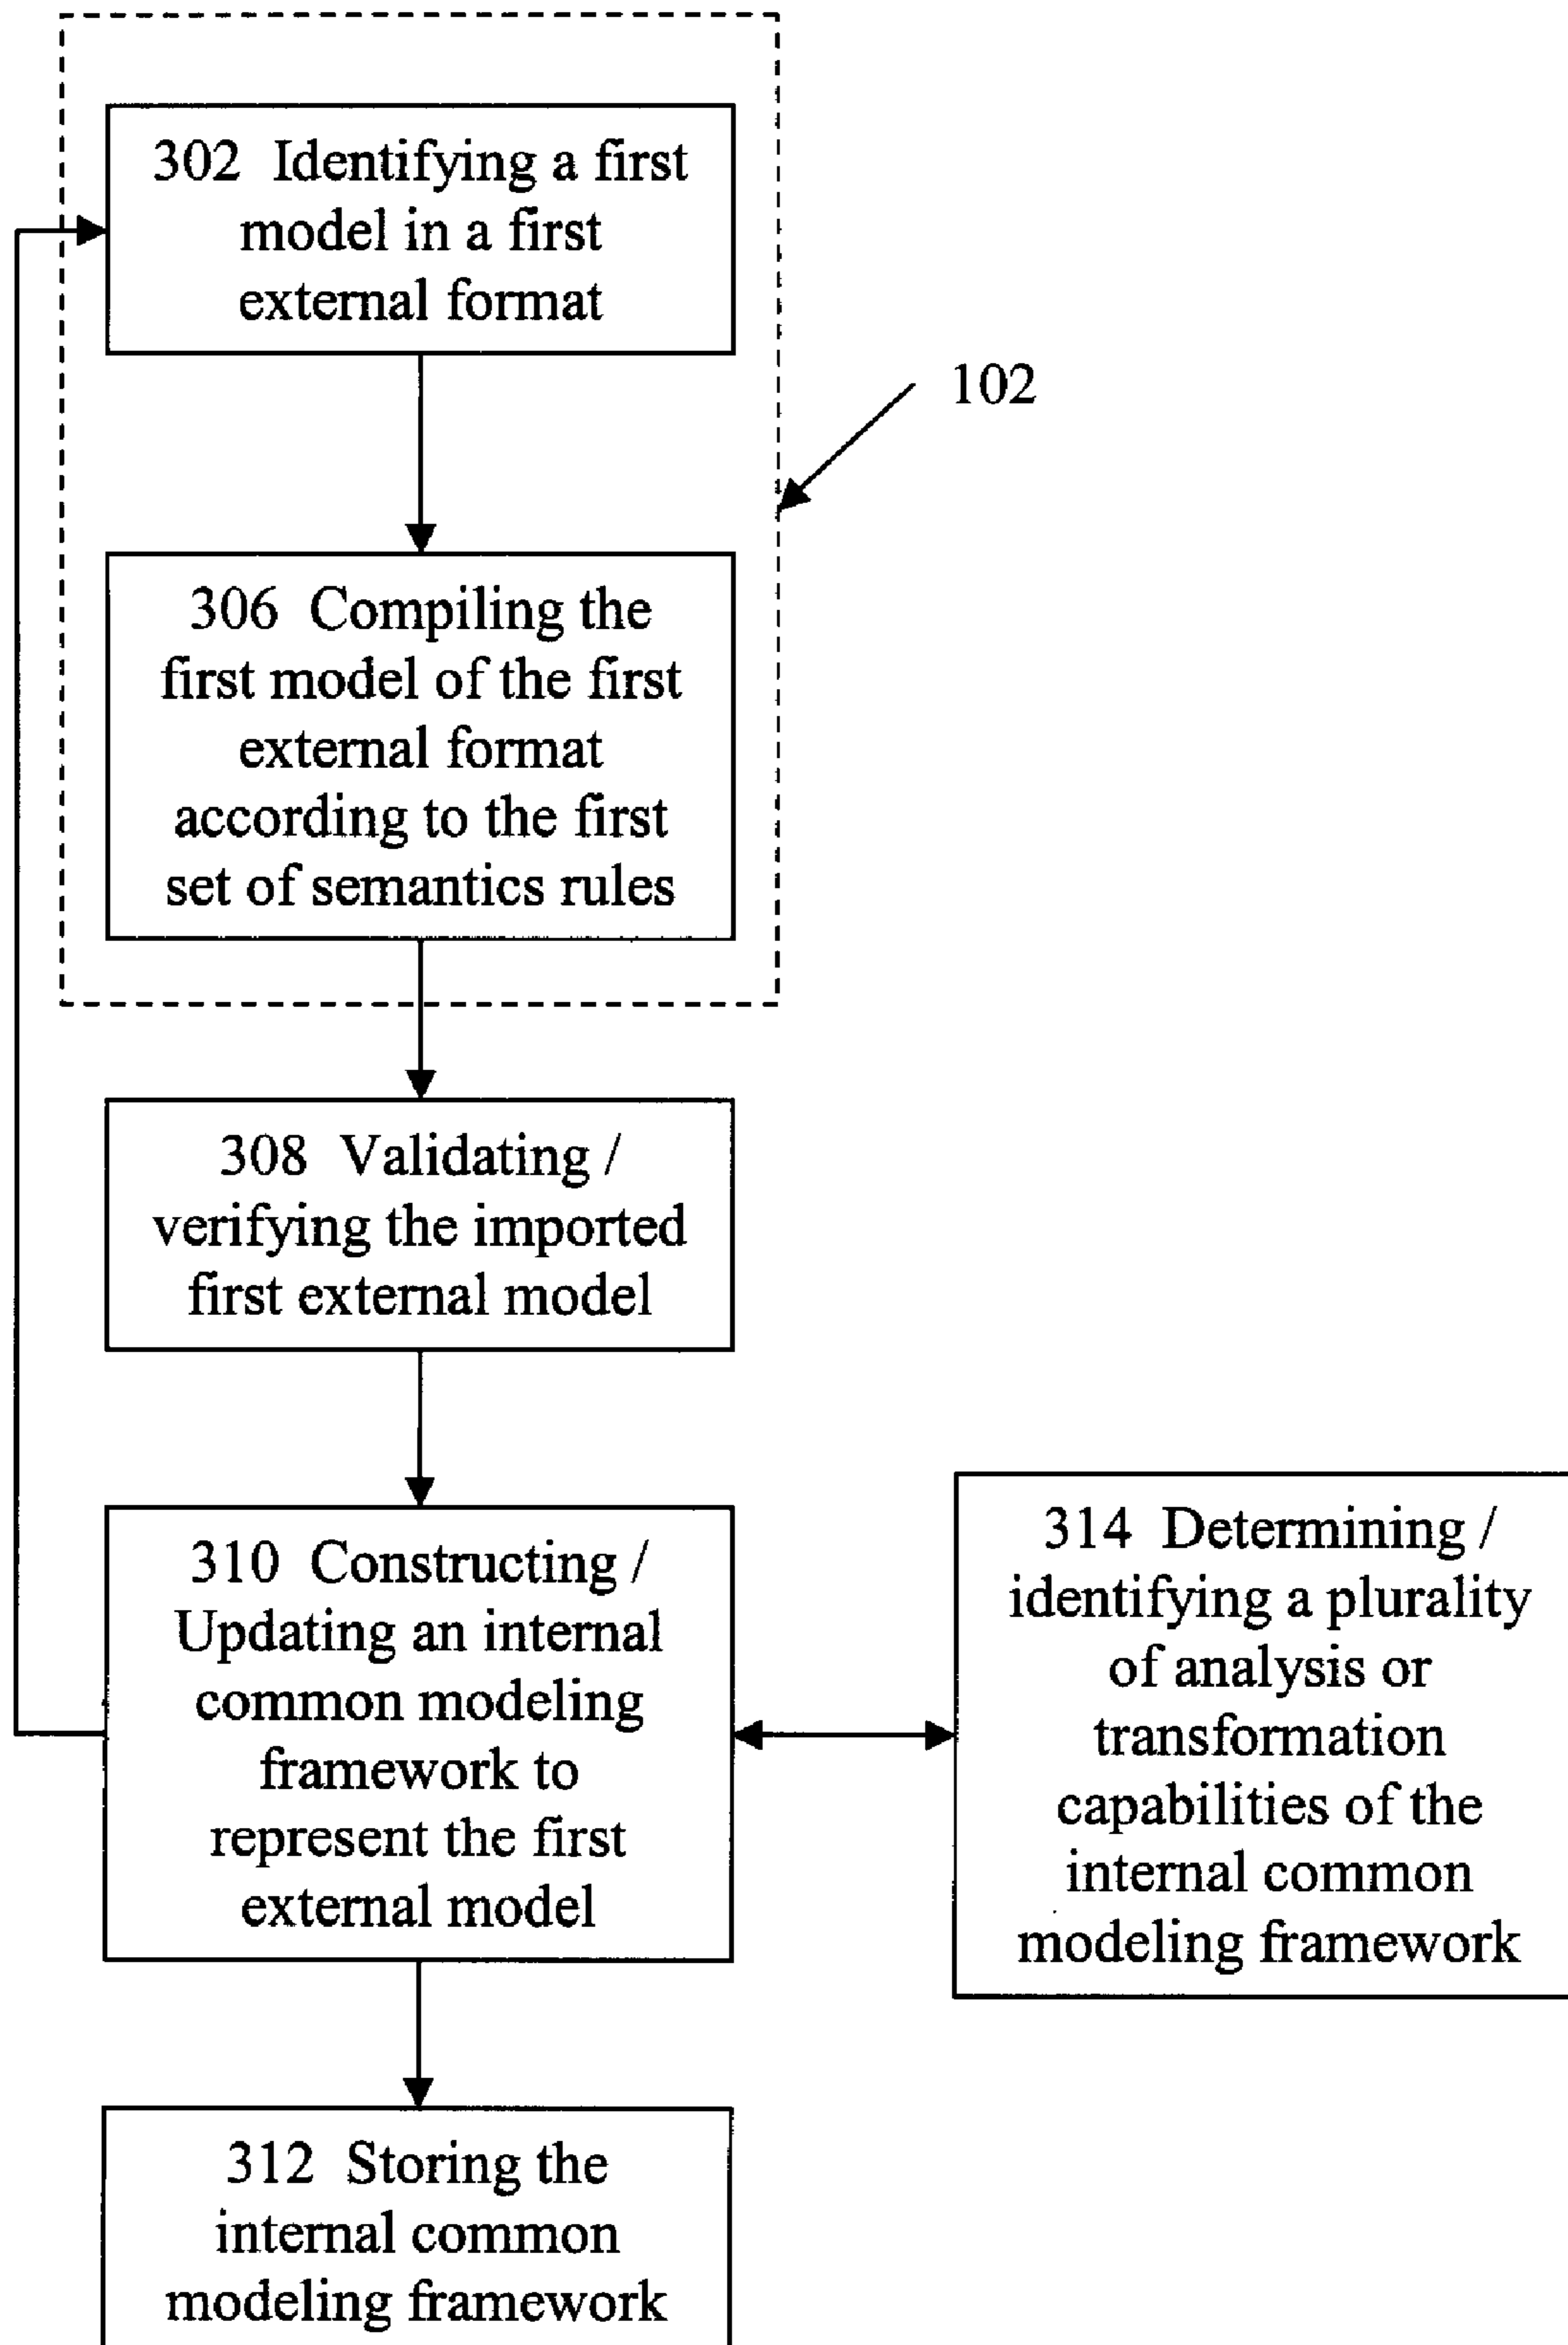 302 Identifying a first
model in a first
external format
102
306 Compiling the
first model of the first
external format
according to the first
set of semantics rules
308 Validating /
verifying the imported
first external model
310 Constructing /
Updating an internal
common modeling
framework to
represent the first
external model
314 Determining /
identifying a plurality
of analysis or
transformation
capabilities of the
internal common
modeling framework
312 Storing the
internal common
modeling framework